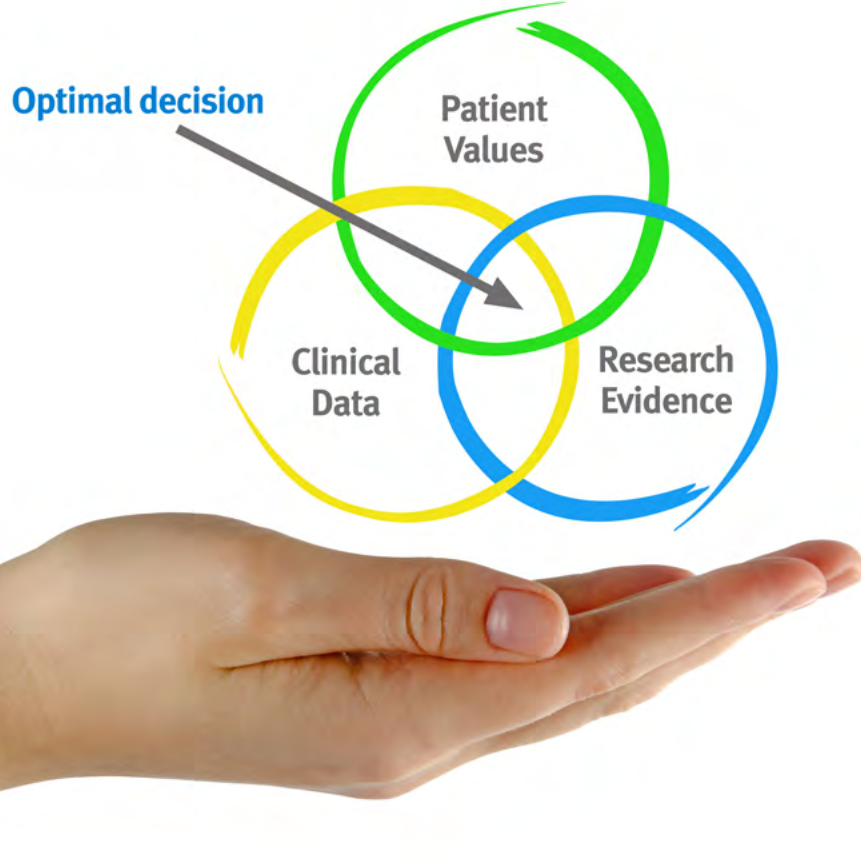 Optimal decision
Patient
Values
Clinical
Data
Research
Evidence